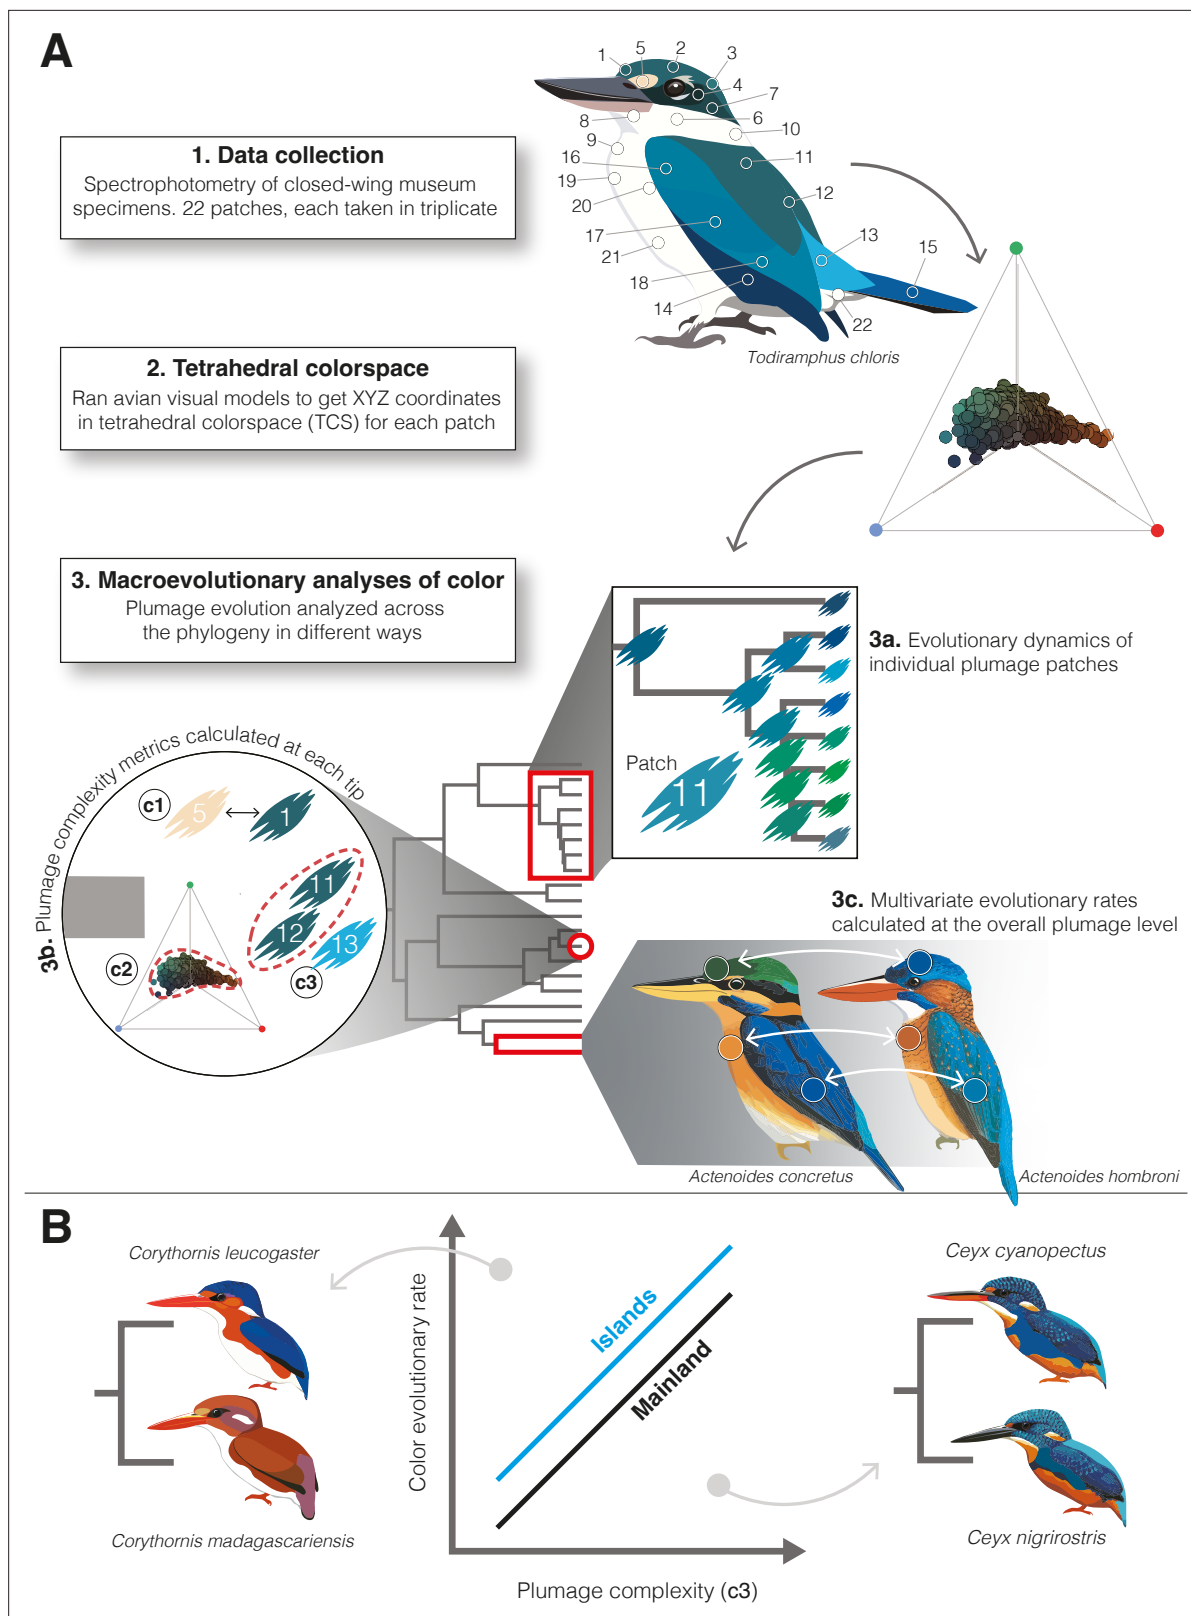 A
1
5
2
3
4
7
8
6
10
9
16
11
19
20
12
17
13
21
15
18
14
22
Todiramphus chloris
1. Data collection
Spectrophotometry of closed-wing museum
specimens. 22 patches, each taken in triplicate
2. Tetrahedral colorspace
Ran avian visual models to get XYZ coordinates
in tetrahedral colorspace (TCS) for each patch
3. Macroevolutionary analyses of color
Plumage evolution analyzed across
the phylogeny in different ways
3a. Evolutionary dynamics of
individual plumage patches
Patch
11
3b. Plumage complexity metrics calculated at each tip
c1
5
1
11
12
13
c2
c3
3c. Multivariate evolutionary rates
calculated at the overall plumage level
Actenoides concretus
Actenoides hombroni
B
Corythornis leucogaster
Corythornis madagascariensis
Color evolutionary rate
Islands
Mainland
Plumage complexity (c3)
Ceyx cyanopectus
Ceyx nigrirostris